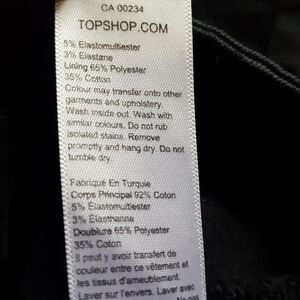 CA 00234
TOPSHOP.COM
5% Elastomultiester
3% Elastane
Lining 65% Polyester
35% Cotton
Colour may transfer onto other
garments and upholstery.
Wash inside out. Wash with
similar colours. Do not rub
isolated stains. Remove
promptly and hang dry. Do not
tumble dry.
Fabriqué En Turquie
Corps Principal 92% Coton
5% Elastomultiester
3% Élasthanne
Doublure 65% Polyester
35% Coton
Il peut y avoir transfert de
couleur entre ce vêtement et
les tissus d'ameublement.
Laver sur l'envers. Laver avec